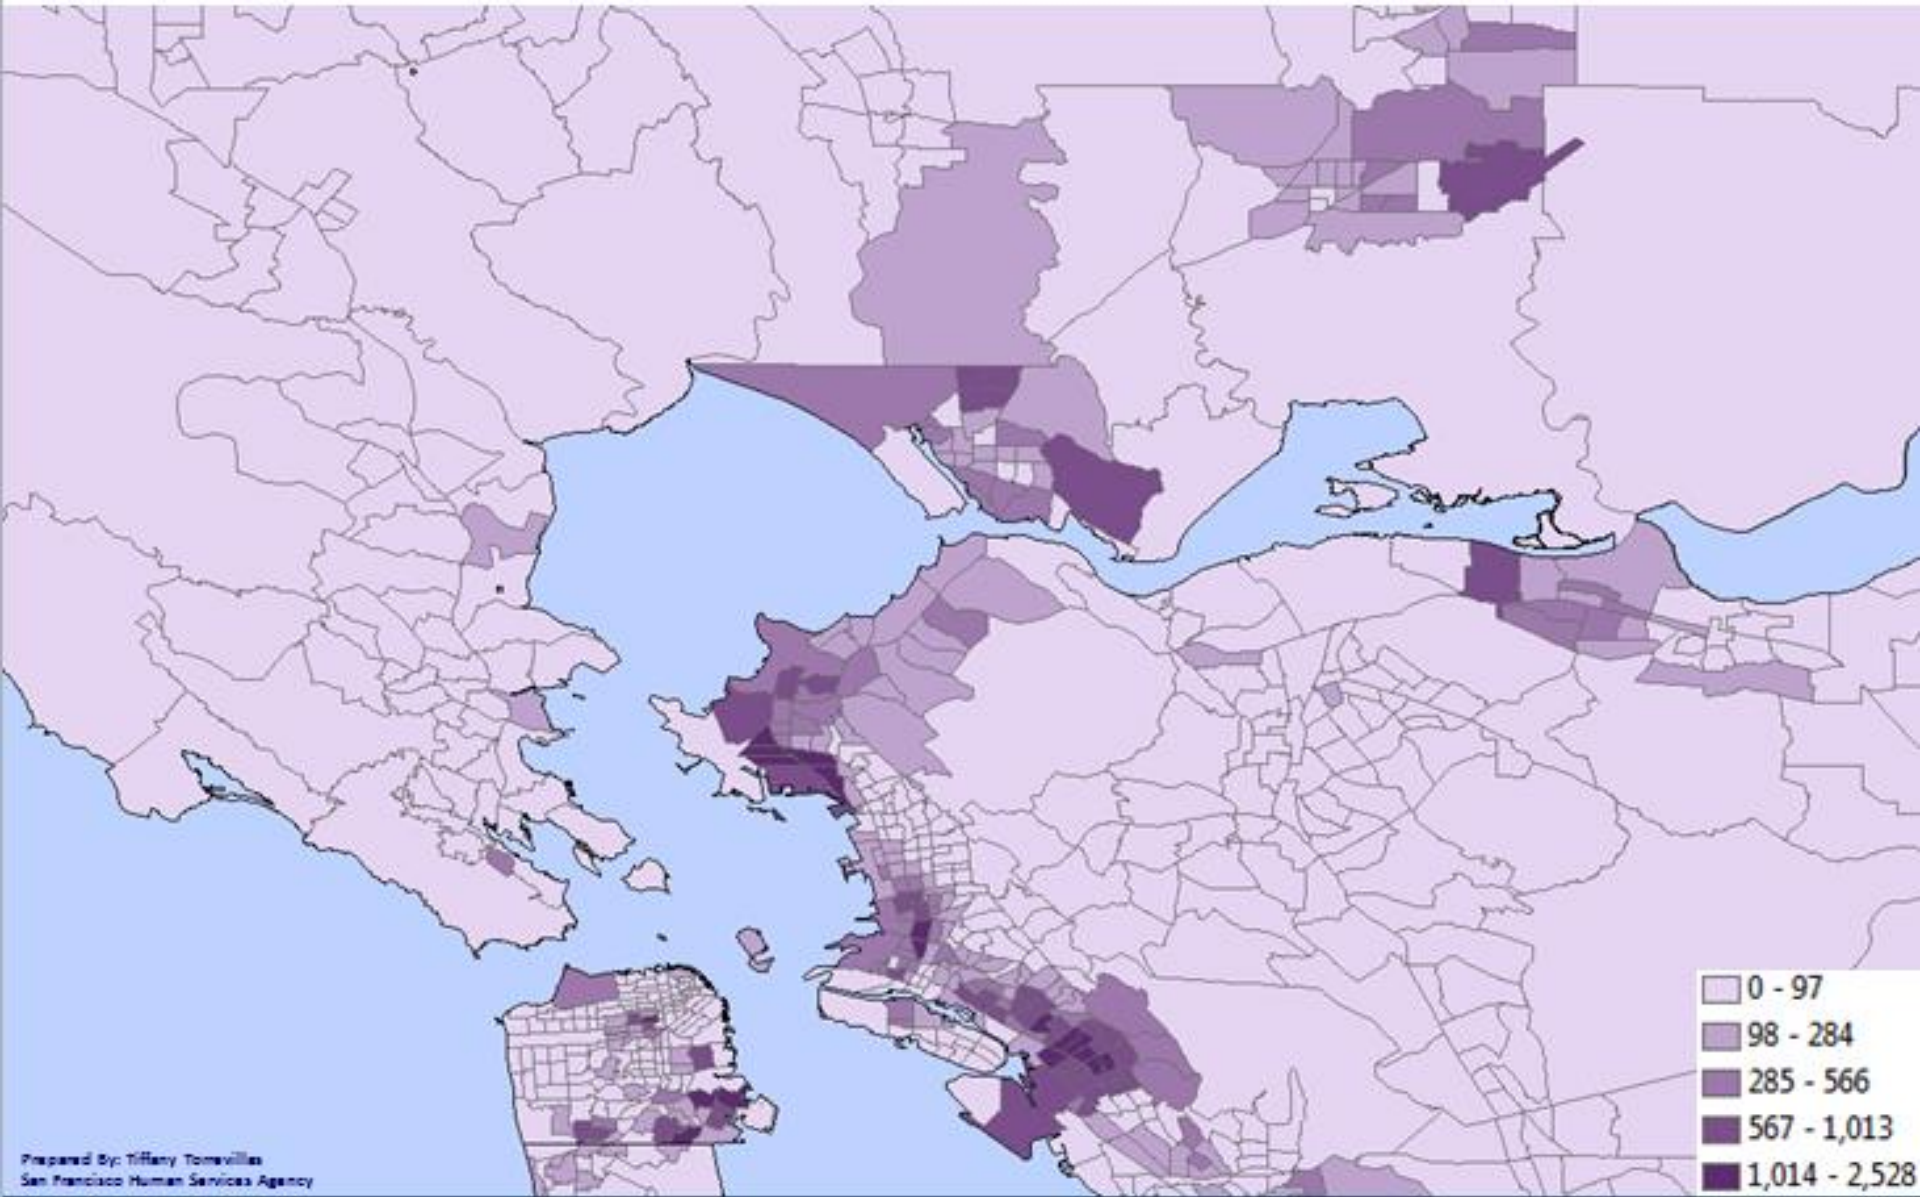 0 - 97
98 - 284
285 - 566
567 - 1,013
1,014 - 2,528
Prepared By: Tiffany Torrevillas
San Francisco Human Services Agency